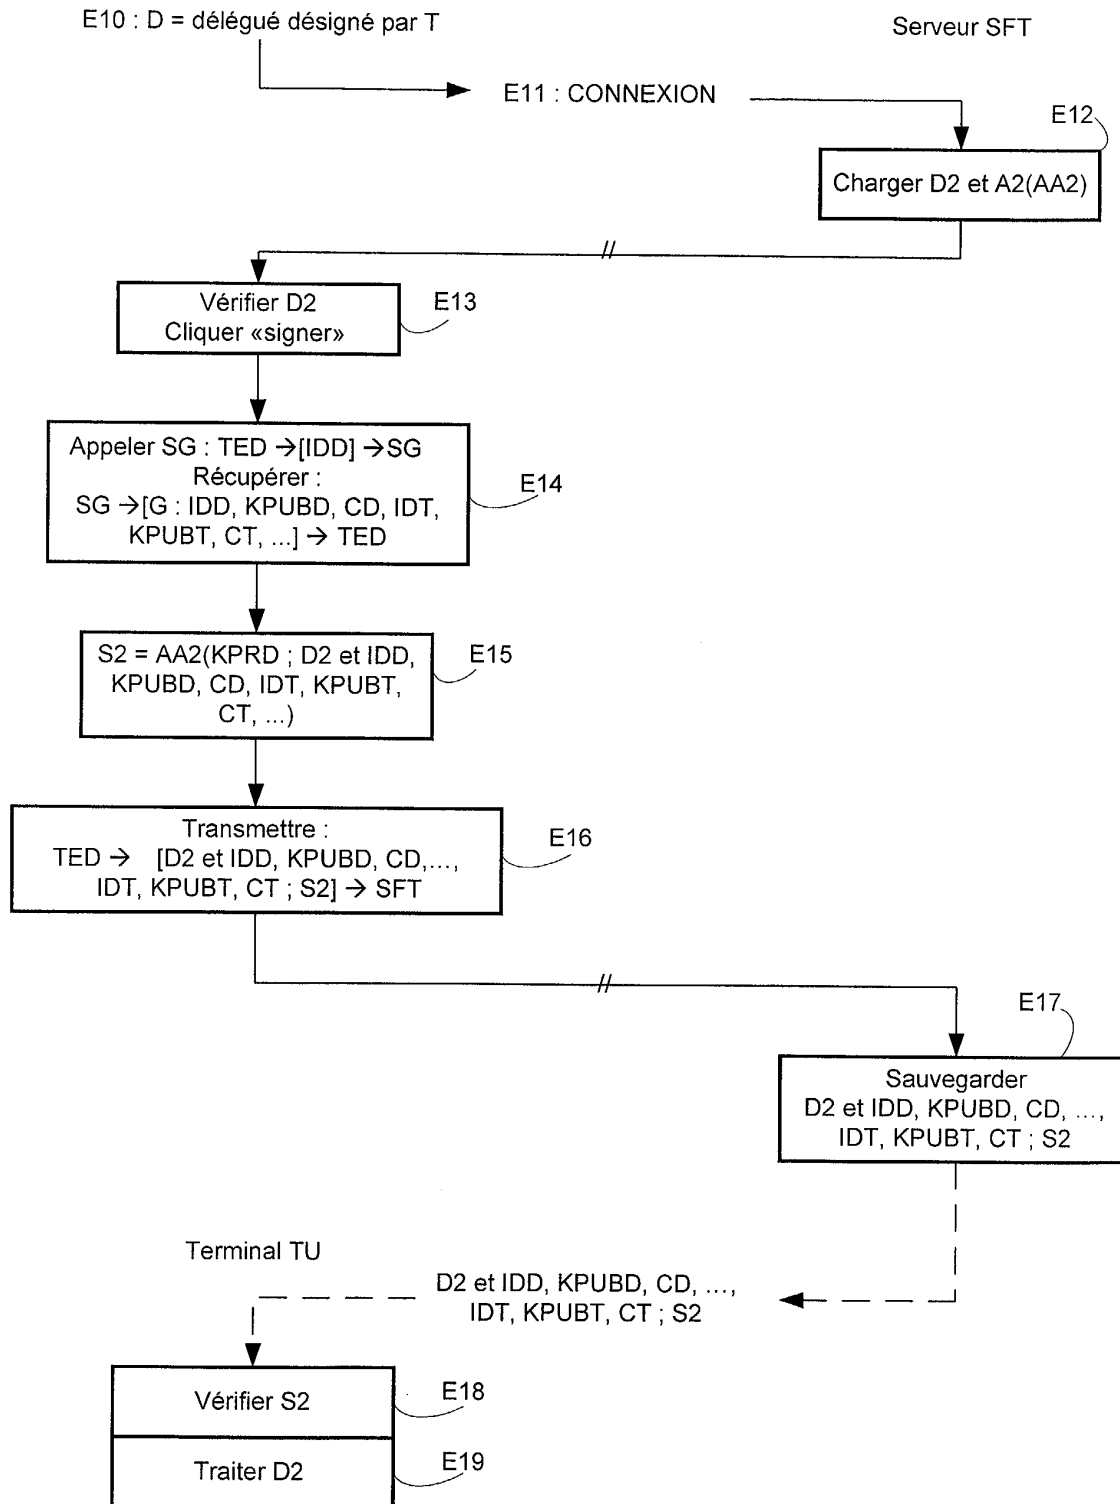 E10 : D = délégué désigné par T
Serveur SFT
E11 : CONNEXION
E12
Charger D2 et A2(AA2)
//
Vérifier D2
Cliquer «signer»
E13
Appeler SG : TED →[IDD] →SG
Récupérer :
SG →[G : IDD, KPUBD, CD, IDT,
KPUBT, CT, ...] → TED
E14
S2 = AA2(KPRD ; D2 et IDD,
KPUBD, CD, IDT, KPUBT,
CT, ...)
E15
Transmettre :
TED → [D2 et IDD, KPUBD, CD,...,
IDT, KPUBT, CT ; S2] → SFT
E16
//
E17
Sauvegarder
D2 et IDD, KPUBD, CD, ...,
IDT, KPUBT, CT ; S2
Terminal TU
D2 et IDD, KPUBD, CD, ...,
IDT, KPUBT, CT ; S2
Vérifier S2
E18
Traiter D2
E19